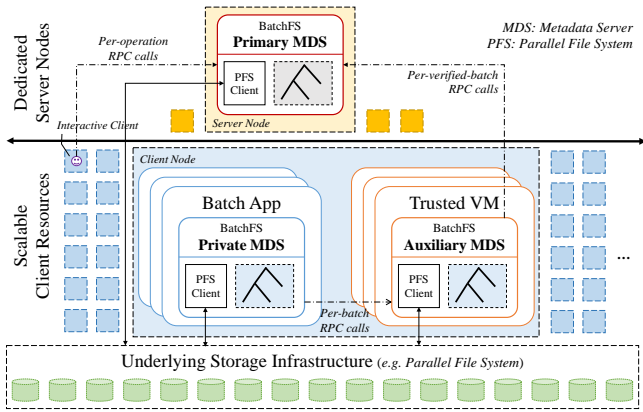 BatchFS
Primary MDS
PFS
Client
Server Node
MDS: Metadata Server
PFS: Parallel File System
Per-operation
RPC calls
Per-verified-batch
RPC calls
Dedicated
Server Nodes
Interactive Client
Client Node
Scalable
Client Resources
Batch App
BatchFS
Private MDS
PFS
Client
Trusted VM
BatchFS
Auxiliary MDS
PFS
Client
Per-batch
RPC calls
...
Underlying Storage Infrastructure (e.g. Parallel File System)